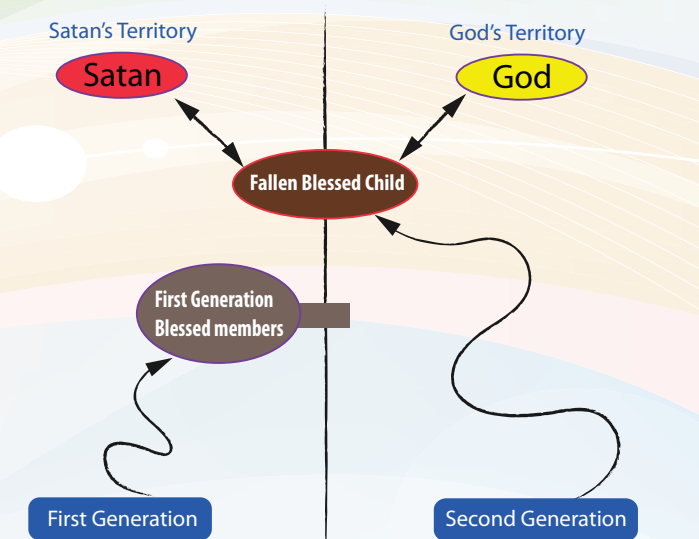 Satan's Territory
God's Territory
Satan
God
Fallen Blessed Child
First Generation
Blessed members
First Generation
Second Generation